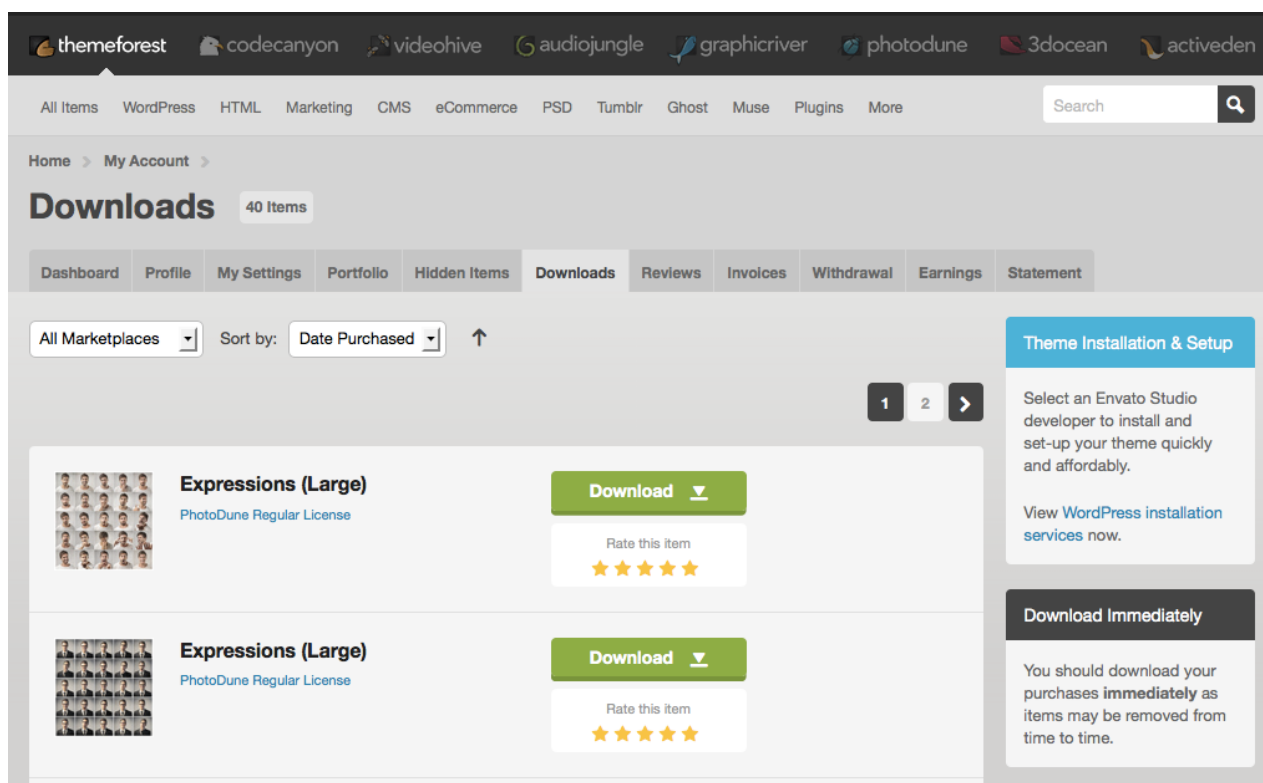 themeforest codecanyon videohive audiojungle graphicriver photodune 3docean activeden
All Items WordPress HTML Marketing CMS eCommerce PSD Tumblr Ghost Muse Plugins More Search
Home My Account
Downloads 40 Items
Dashboard Profile My Settings Portfolio Hidden Items Downloads Reviews Invoices Withdrawal Earnings Statement
All Marketplaces Sort by: Date Purchased
1 2
Expressions (Large)
PhotoDune Regular License
Download
Rate this item
Expressions (Large)
PhotoDune Regular License
Download
Rate this item
Theme Installation & Setup
Select an Envato Studio
developer to install and
set-up your theme quickly
and affordably.
View WordPress installation
services now.
Download Immediately
You should download your
purchases immediately as
items may be removed from
time to time.